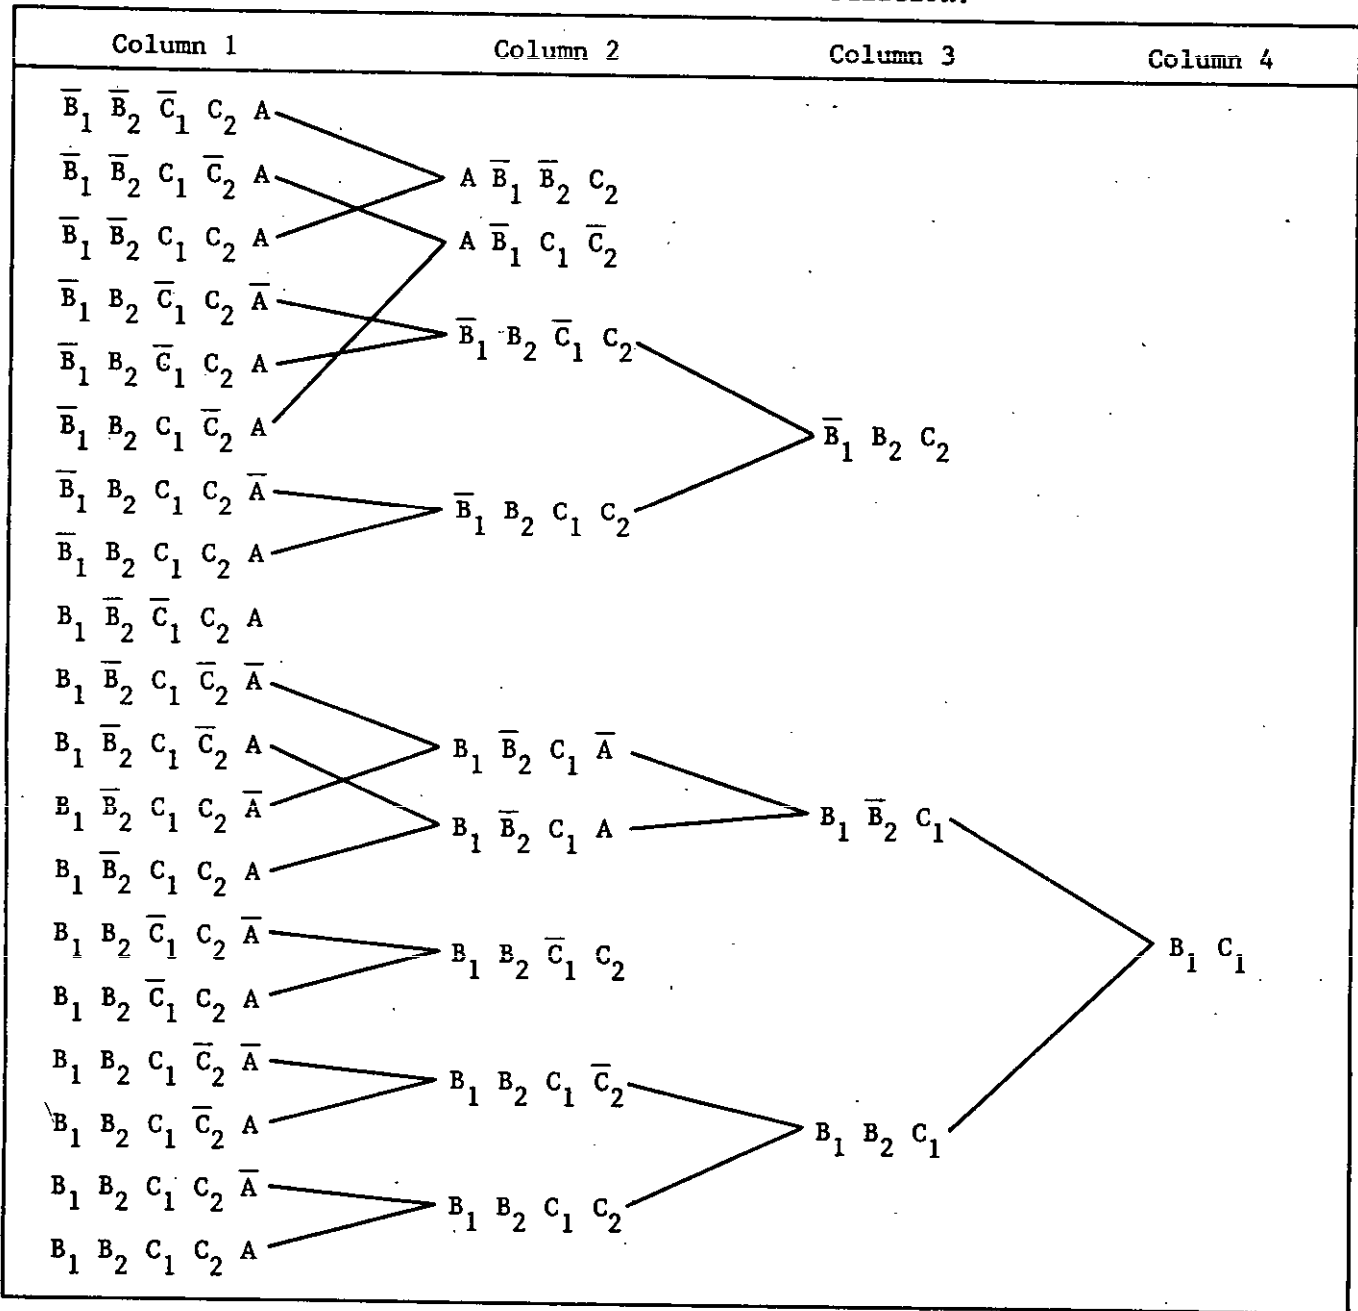 Column 1 Column 2 Column 3 Column 4
B̅₁ B̅₂ C̅₁ C₂ A
B̅₁ B̅₂ C₁ C̅₂ A
A B̅₁ B̅₂ C₂
B̅₁ B̅₂ C₁ C₂ A
A B̅₁ C₁ C̅₂
B̅₁ B₂ C̅₁ C₂ A̅
B̅₁ B₂ C̅₁ C₂
B̅₁ B₂ C̅₁ C₂ A
B̅₁ B₂ C₁ C̅₂ A
B̅₁ B₂ C₂
B̅₁ B₂ C₁ C₂ A̅
B̅₁ B₂ C₁ C₂
B̅₁ B₂ C₁ C₂ A
B₁ B̅₂ C̅₁ C₂ A
B₁ B̅₂ C₁ C̅₂ A̅
B₁ B̅₂ C₁ C̅₂ A
B₁ B̅₂ C₁ A̅
B₁ B̅₂ C₁ C₂ A̅
B₁ B̅₂ C₁ A
B₁ B̅₂ C₁
B₁ B̅₂ C₁ C₂ A
B₁ B₂ C̅₁ C₂ A̅
B₁ B₂ C̅₁ C₂
B₁ C₁
B₁ B₂ C̅₁ C₂ A
B₁ B₂ C₁ C̅₂ A̅
B₁ B₂ C₁ C̅₂
B₁ B₂ C₁ C̅₂ A
B₁ B₂ C₁
B₁ B₂ C₁ C₂ A̅
B₁ B₂ C₁ C₂
B₁ B₂ C₁ C₂ A